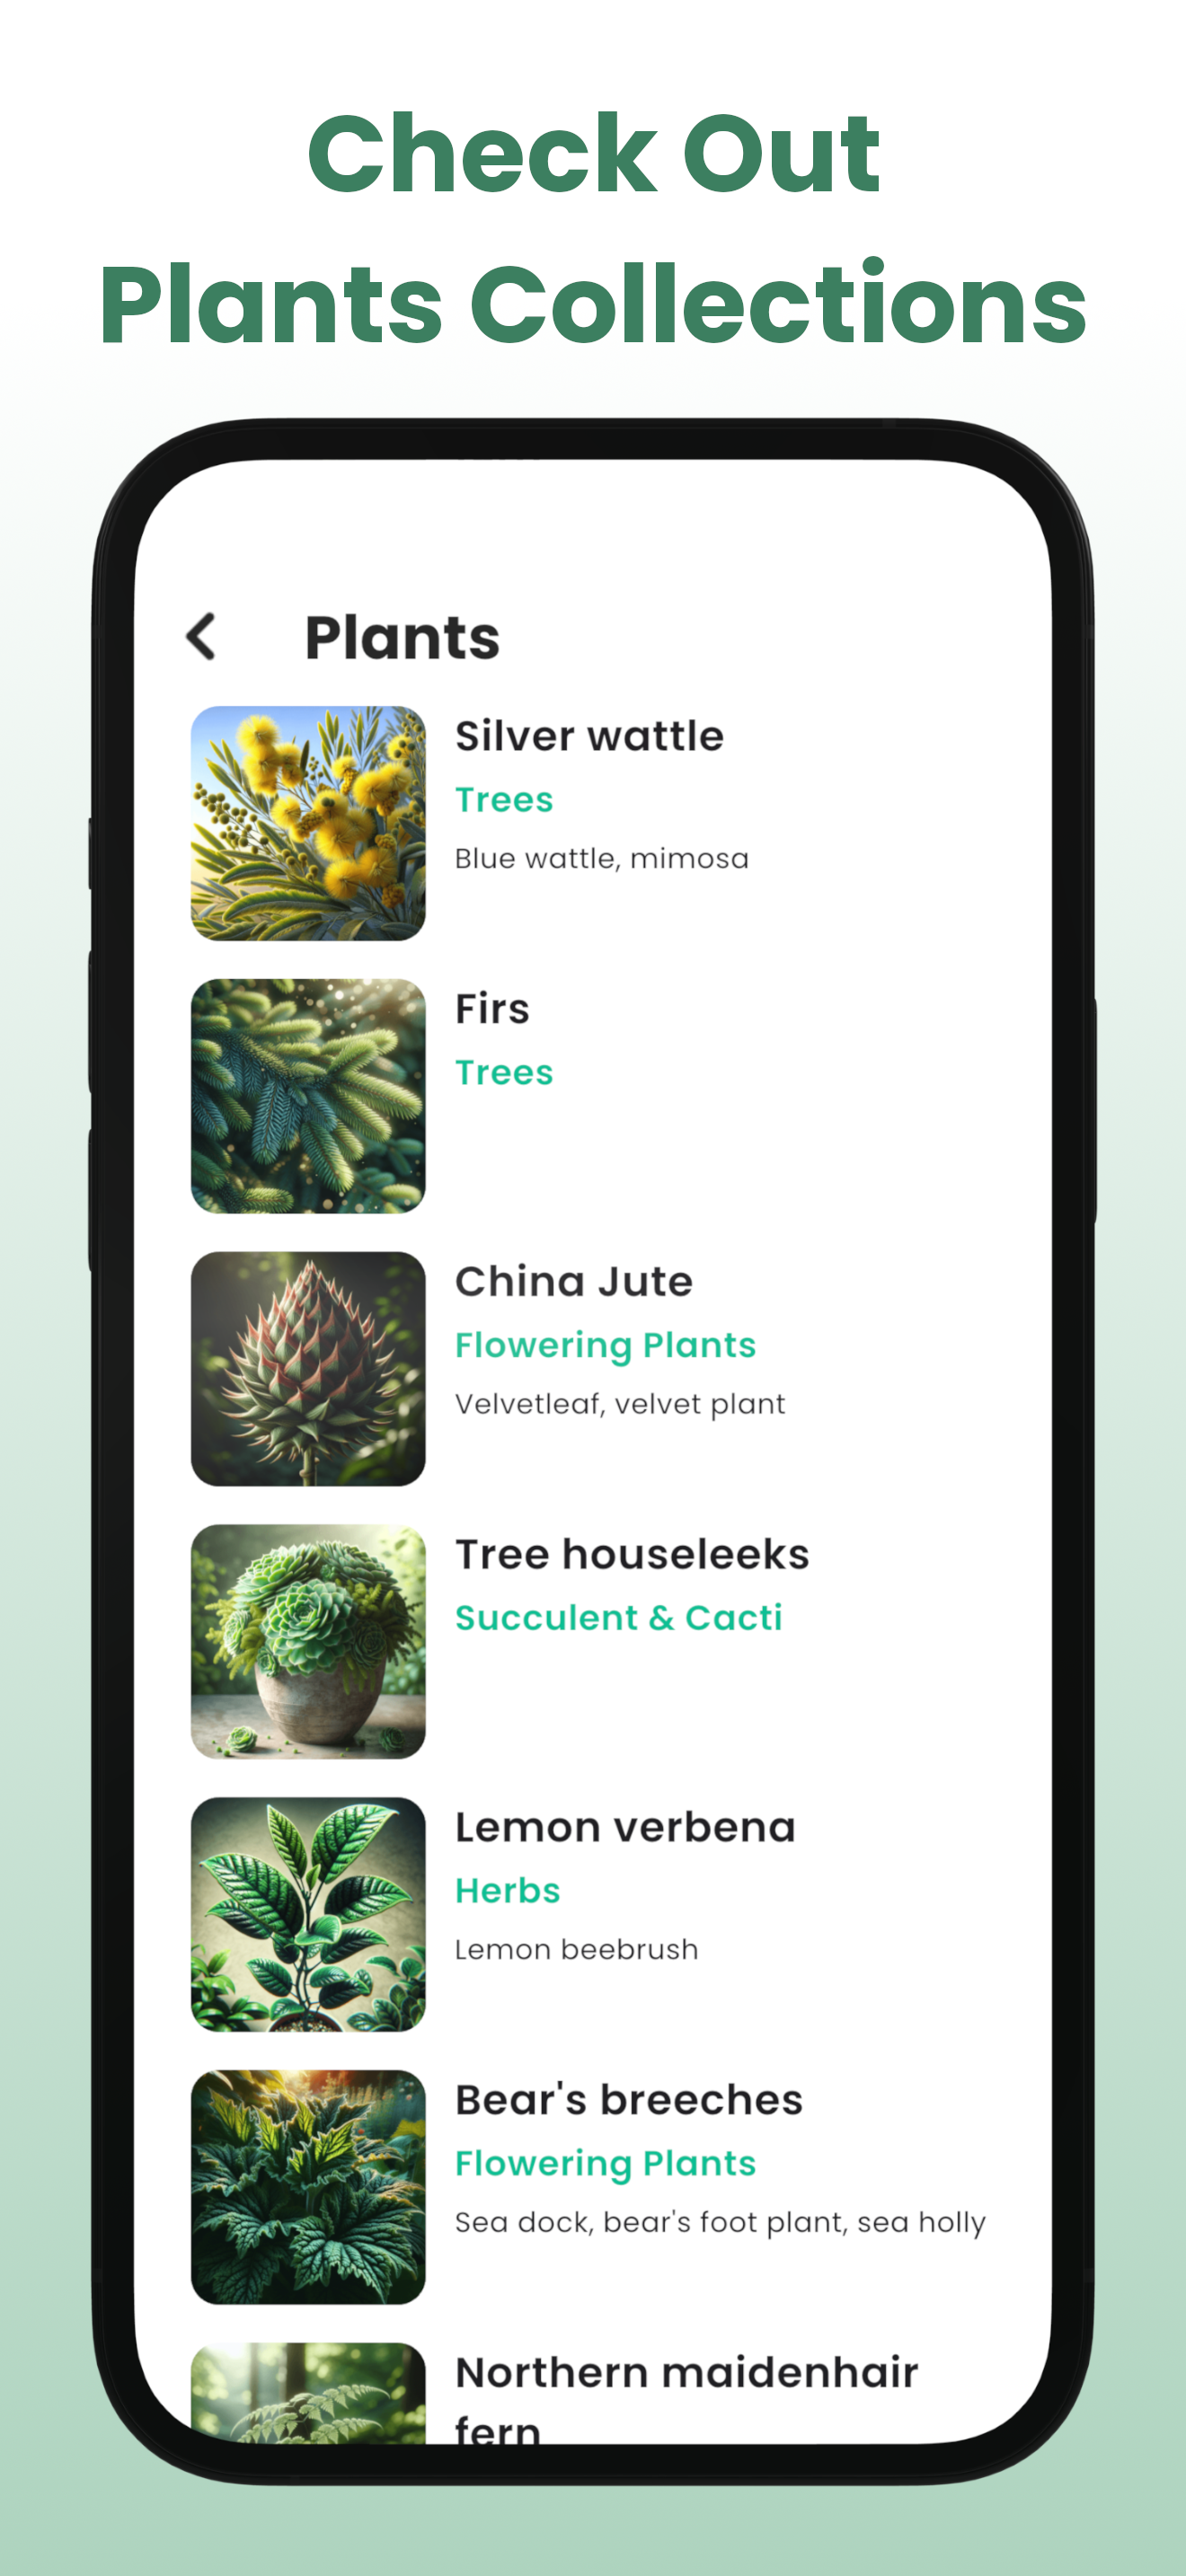 Check Out
Plants Collections
Plants
Silver wattle
Trees
Blue wattle, mimosa
Firs
Trees
China Jute
Flowering Plants
Velvetleaf, velvet plant
Tree houseleeks
Succulent & Cacti
Lemon verbena
Herbs
Lemon beebrush
Bear's breeches
Flowering Plants
Sea dock, bear's foot plant, sea holly
Northern maidenhair
fern